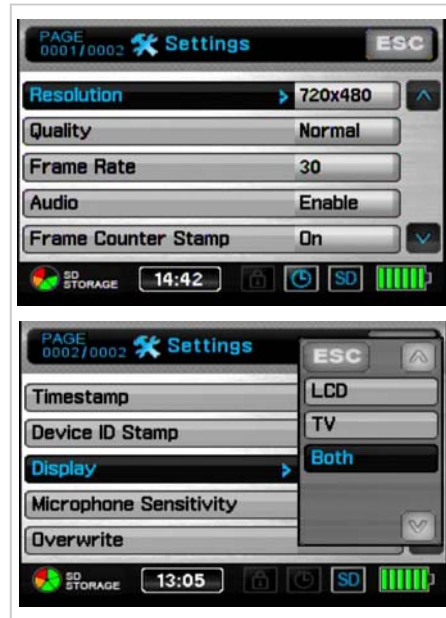 PAGE
0001/0002 Settings ESC
Resolution 720x480
Quality Normal
Frame Rate 30
Audio Enable
Frame Counter Stamp On
SD
STORAGE 14:42 SD
PAGE
0002/0002 Settings ESC
Timestamp LCD
Device ID Stamp TV
Display Both
Microphone Sensitivity
Overwrite
SD
STORAGE 13:05 SD